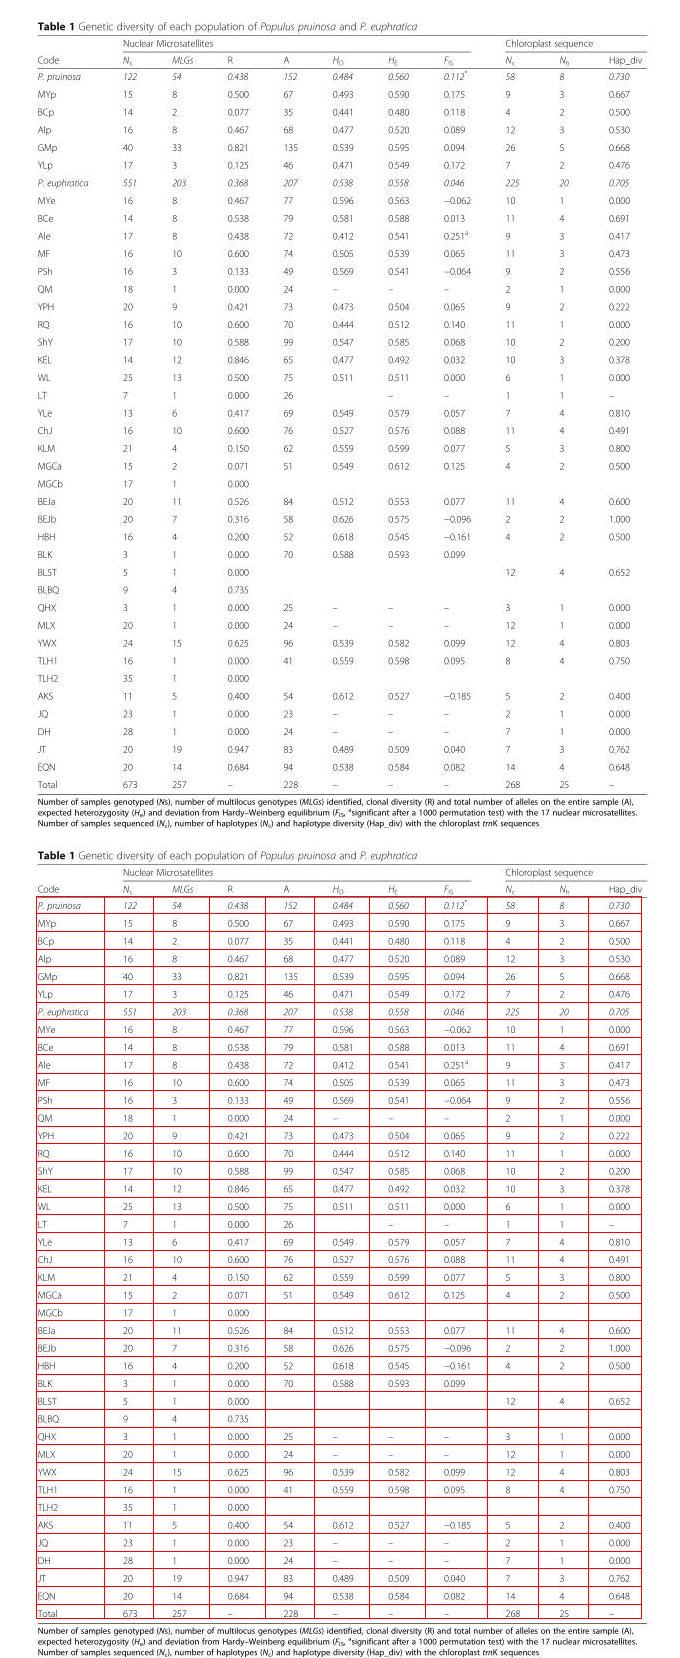 Table 1 Genetic diversity of each population of Populus pruinosa and P. euphratica
Nuclear Microsatellites Chloroplast sequence
Code Ns MLGs R A HO HE FIS Nc Nh Hap_div
P. pruinosa 122 54 0.438 152 0.484 0.560 0.112* 58 8 0.730
MYp 15 8 0.500 67 0.493 0.590 0.175 9 3 0.667
BCp 14 2 0.077 35 0.441 0.480 0.118 4 2 0.500
Alp 16 8 0.467 68 0.477 0.520 0.089 12 3 0.530
GMp 40 33 0.821 135 0.539 0.595 0.094 26 5 0.668
YLp 17 3 0.125 46 0.471 0.549 0.172 7 2 0.476
P. euphratica 551 203 0.368 207 0.538 0.558 0.046 225 20 0.705
MYe 16 8 0.467 77 0.596 0.563 −0.062 10 1 0.000
BCe 14 8 0.538 79 0.581 0.588 0.013 11 4 0.691
Ale 17 8 0.438 72 0.412 0.541 0.251a 9 3 0.417
MF 16 10 0.600 74 0.505 0.539 0.065 11 3 0.473
PSh 16 3 0.133 49 0.569 0.541 −0.064 9 2 0.556
QM 18 1 0.000 24 – – – 2 1 0.000
YPH 20 9 0.421 73 0.473 0.504 0.065 9 2 0.222
RQ 16 10 0.600 70 0.444 0.512 0.140 11 1 0.000
ShY 17 10 0.588 99 0.547 0.585 0.068 10 2 0.200
KEL 14 12 0.846 65 0.477 0.492 0.032 10 3 0.378
WL 25 13 0.500 75 0.511 0.511 0.000 6 1 0.000
LT 7 1 0.000 26 – – 1 1 –
YLe 13 6 0.417 69 0.549 0.579 0.057 7 4 0.810
ChJ 16 10 0.600 76 0.527 0.576 0.088 11 4 0.491
KLM 21 4 0.150 62 0.559 0.599 0.077 5 3 0.800
MGCa 15 2 0.071 51 0.549 0.612 0.125 4 2 0.500
MGCb 17 1 0.000
BEJa 20 11 0.526 84 0.512 0.553 0.077 11 4 0.600
BEJb 20 7 0.316 58 0.626 0.575 −0.096 2 2 1.000
HBH 16 4 0.200 52 0.618 0.545 −0.161 4 2 0.500
BLK 3 1 0.000 70 0.588 0.593 0.099
BLST 5 1 0.000 12 4 0.652
BLBQ 9 4 0.735
QHX 3 1 0.000 25 – – – 3 1 0.000
MLX 20 1 0.000 24 – – – 12 1 0.000
YWX 24 15 0.625 96 0.539 0.582 0.099 12 4 0.803
TLH1 16 1 0.000 41 0.559 0.598 0.095 8 4 0.750
TLH2 35 1 0.000
AKS 11 5 0.400 54 0.612 0.527 −0.185 5 2 0.400
JQ 23 1 0.000 23 – – – 2 1 0.000
DH 28 1 0.000 24 – – – 7 1 0.000
JT 20 19 0.947 83 0.489 0.509 0.040 7 3 0.762
EQN 20 14 0.684 94 0.538 0.584 0.082 14 4 0.648
Total 673 257 – 228 268 25 –
Number of samples genotyped (Ns), number of multilocus genotypes (MLGs) identified, clonal diversity (R) and total number of alleles on the entire sample (A),
expected heterozygosity (He) and deviation from Hardy–Weinberg equilibrium (FIS, asignificant after a 1000 permutation test) with the 17 nuclear microsatellites.
Number of samples sequenced (Nc), number of haplotypes (Nc) and haplotype diversity (Hap_div) with the chloroplast trnK sequences
Table 1 Genetic diversity of each population of Populus pruinosa and P. euphratica
Nuclear Microsatellites Chloroplast sequence
Code Ns MLGs R A HO HE FIS Nc Nh Hap_div
P. pruinosa 122 54 0.438 152 0.484 0.560 0.112* 58 8 0.730
MYp 15 8 0.500 67 0.493 0.590 0.175 9 3 0.667
BCp 14 2 0.077 35 0.441 0.480 0.118 4 2 0.500
Alp 16 8 0.467 68 0.477 0.520 0.089 12 3 0.530
GMp 40 33 0.821 135 0.539 0.595 0.094 26 5 0.668
YLp 17 3 0.125 46 0.471 0.549 0.172 7 2 0.476
P. euphratica 551 203 0.368 207 0.538 0.558 0.046 225 20 0.705
MYe 16 8 0.467 77 0.596 0.563 −0.062 10 1 0.000
BCe 14 8 0.538 79 0.581 0.588 0.013 11 4 0.691
Ale 17 8 0.438 72 0.412 0.541 0.251a 9 3 0.417
MF 16 10 0.600 74 0.505 0.539 0.065 11 3 0.473
PSh 16 3 0.133 49 0.569 0.541 −0.064 9 2 0.556
QM 18 1 0.000 24 – – – 2 1 0.000
YPH 20 9 0.421 73 0.473 0.504 0.065 9 2 0.222
RQ 16 10 0.600 70 0.444 0.512 0.140 11 1 0.000
ShY 17 10 0.588 99 0.547 0.585 0.068 10 2 0.200
KEL 14 12 0.846 65 0.477 0.492 0.032 10 3 0.378
WL 25 13 0.500 75 0.511 0.511 0.000 6 1 0.000
LT 7 1 0.000 26 – – 1 1 –
YLe 13 6 0.417 69 0.549 0.579 0.057 7 4 0.810
ChJ 16 10 0.600 76 0.527 0.576 0.088 11 4 0.491
KLM 21 4 0.150 62 0.559 0.599 0.077 5 3 0.800
MGCa 15 2 0.071 51 0.549 0.612 0.125 4 2 0.500
MGCb 17 1 0.000
BEJa 20 11 0.526 84 0.512 0.553 0.077 11 4 0.600
BEJb 20 7 0.316 58 0.626 0.575 −0.096 2 2 1.000
HBH 16 4 0.200 52 0.618 0.545 −0.161 4 2 0.500
BLK 3 1 0.000 70 0.588 0.593 0.099
BLST 5 1 0.000 12 4 0.652
BLBQ 9 4 0.735
QHX 3 1 0.000 25 – – – 3 1 0.000
MLX 20 1 0.000 24 – – – 12 1 0.000
YWX 24 15 0.625 96 0.539 0.582 0.099 12 4 0.803
TLH1 16 1 0.000 41 0.559 0.598 0.095 8 4 0.750
TLH2 35 1 0.000
AKS 11 5 0.400 54 0.612 0.527 −0.185 5 2 0.400
JQ 23 1 0.000 23 – – – 2 1 0.000
DH 28 1 0.000 24 – – – 7 1 0.000
JT 20 19 0.947 83 0.489 0.509 0.040 7 3 0.762
EQN 20 14 0.684 94 0.538 0.584 0.082 14 4 0.648
Total 673 257 – 228 268 25 –
Number of samples genotyped (Ns), number of multilocus genotypes (MLGs) identified, clonal diversity (R) and total number of alleles on the entire sample (A),
expected heterozygosity (He) and deviation from Hardy–Weinberg equilibrium (FIS, asignificant after a 1000 permutation test) with the 17 nuclear microsatellites.
Number of samples sequenced (Nc), number of haplotypes (Nc) and haplotype diversity (Hap_div) with the chloroplast trnK sequences